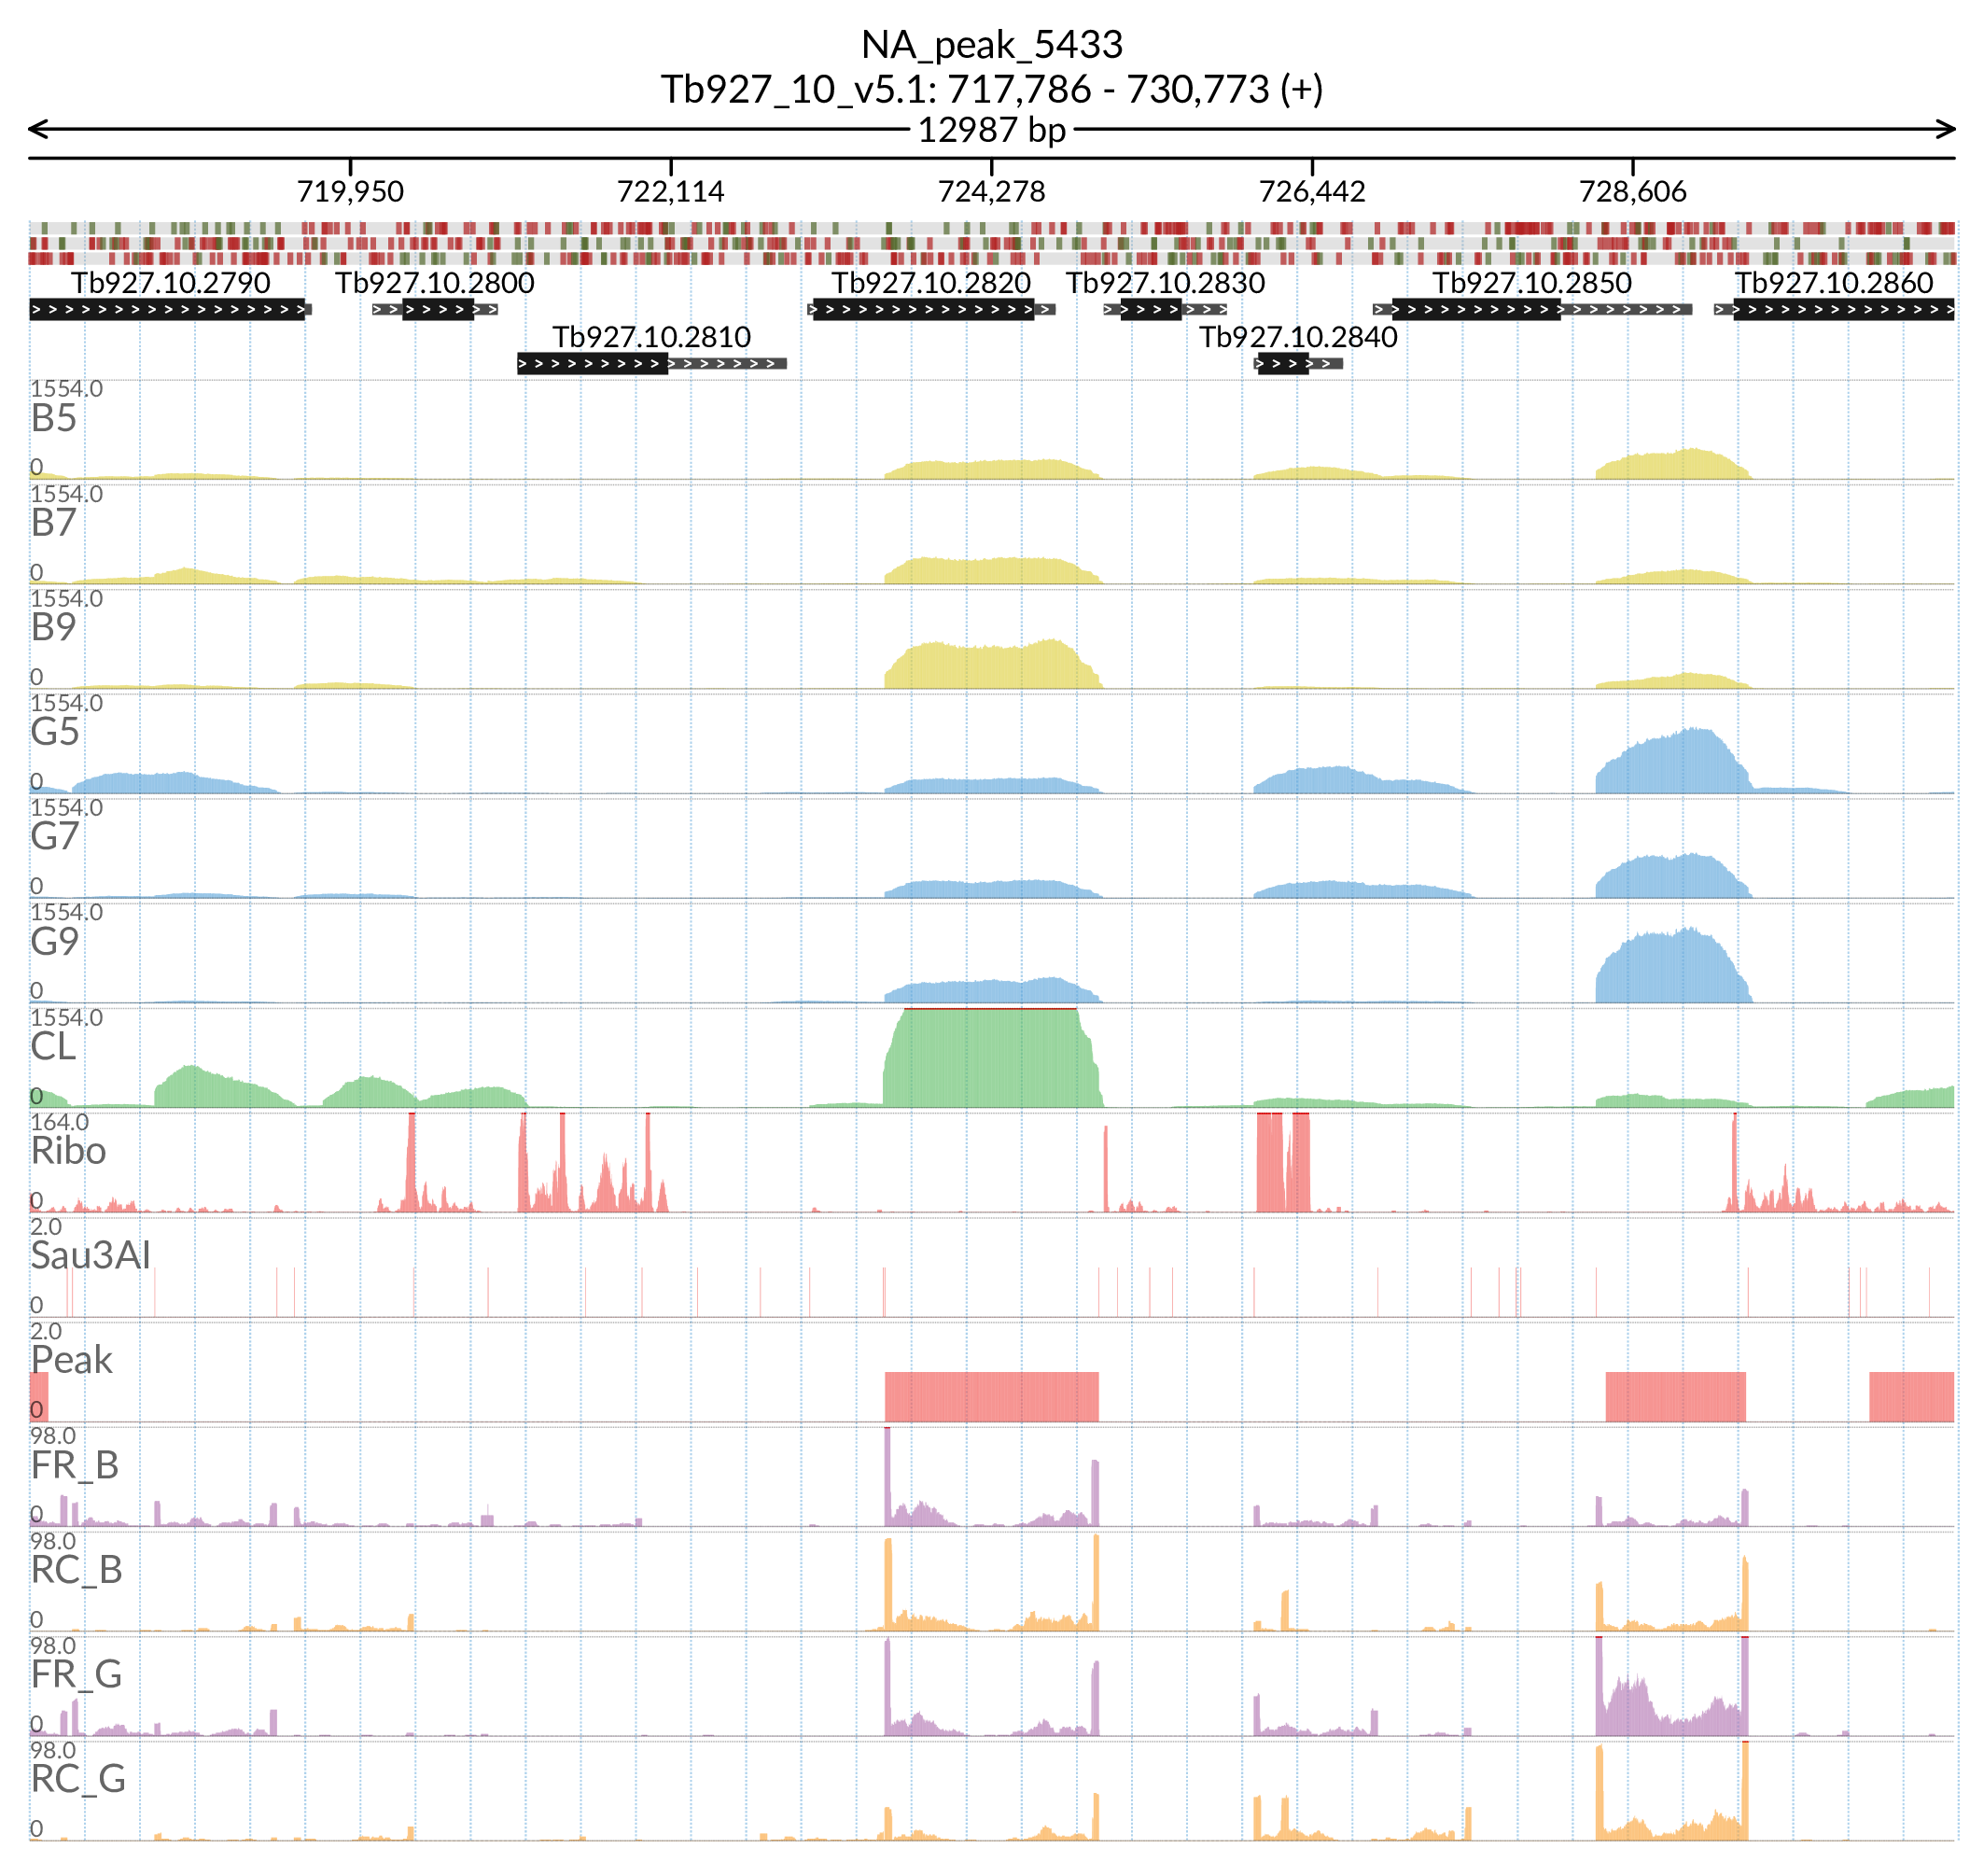 NA_peak_5433
Tb927_10_v5.1: 717,786 - 730,773 (+)
12987 bp
719,950 722,114 724,278 726,442 728,606
Tb927.10.2790 Tb927.10.2800 Tb927.10.2820 Tb927.10.2830 Tb927.10.2850 Tb927.10.2860
Tb927.10.2810 Tb927.10.2840
1554.0
B5
0
1554.0
B7
0
1554.0
B9
0
1554.0
G5
0
1554.0
G7
0
1554.0
G9
0
1554.0
CL
0
164.0
Ribo
0
2.0
Sau3AI
0
2.0
Peak
0
98.0
FR_B
0
98.0
RC_B
0
98.0
FR_G
0
98.0
RC_G
0